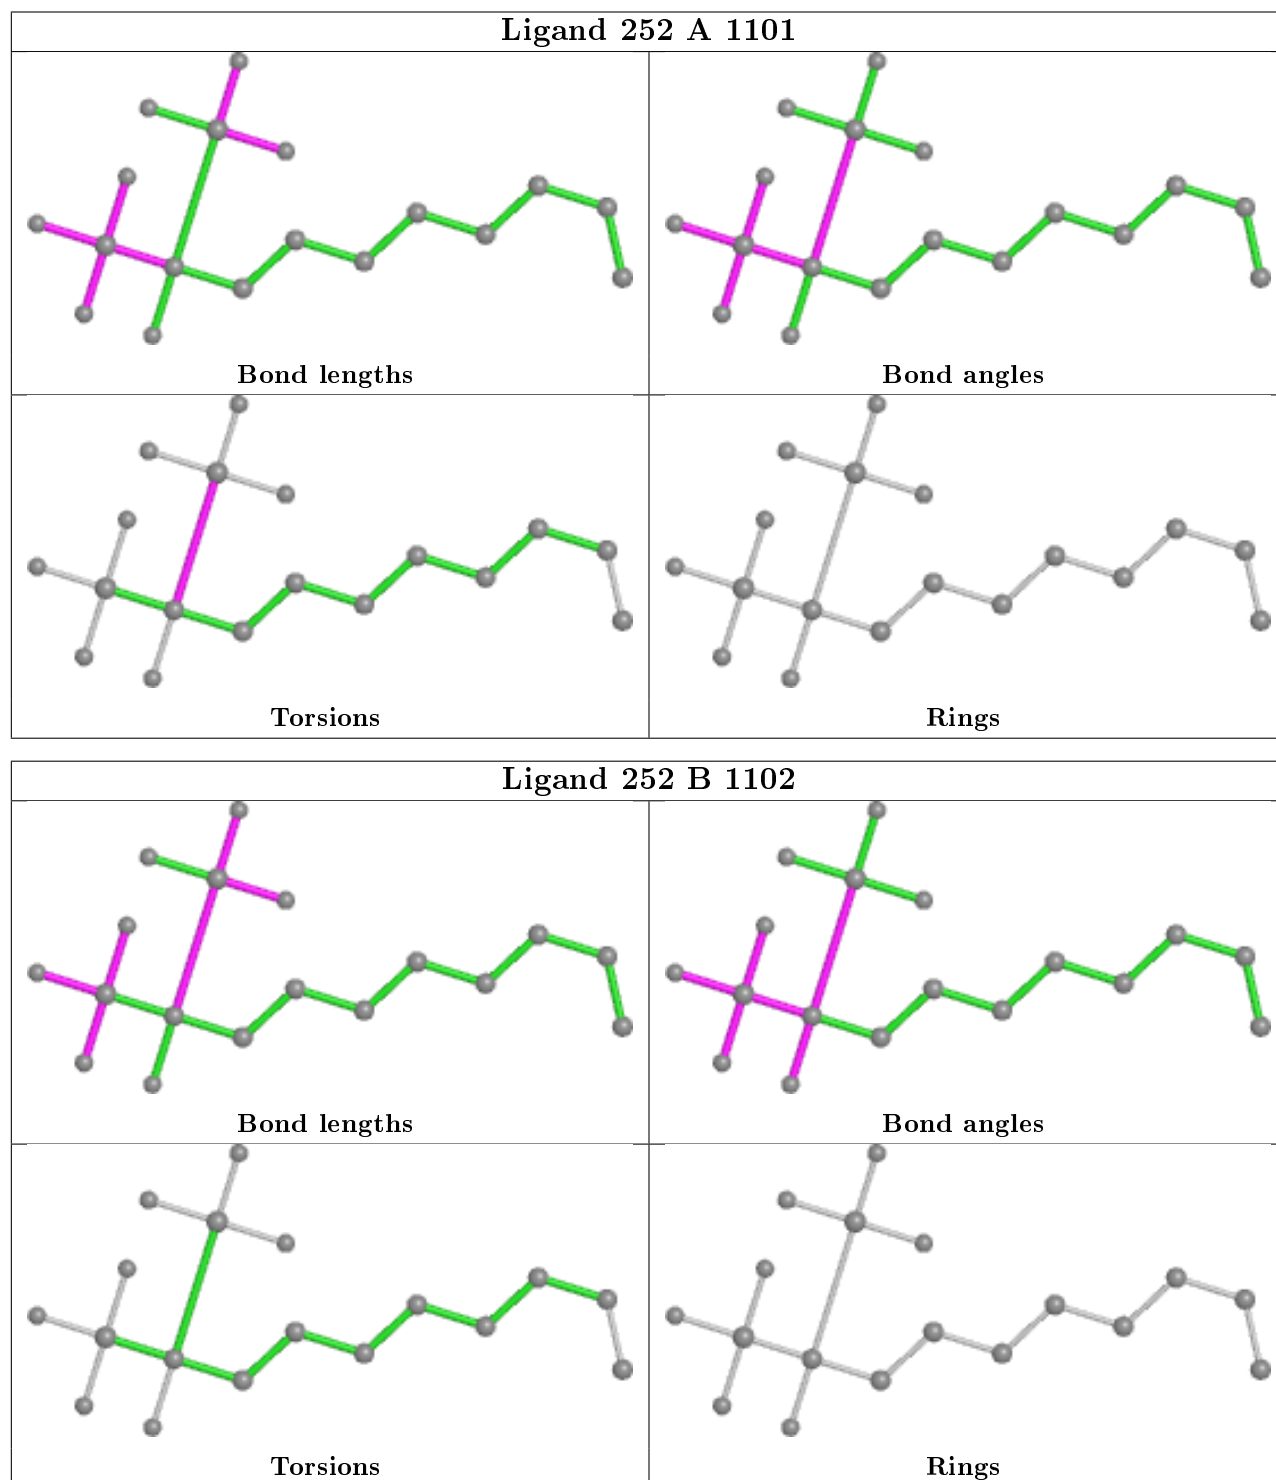 Ligand 252 A 1101
Bond lengths
Bond angles
Torsions
Rings
Ligand 252 B 1102
Bond lengths
Bond angles
Torsions
Rings